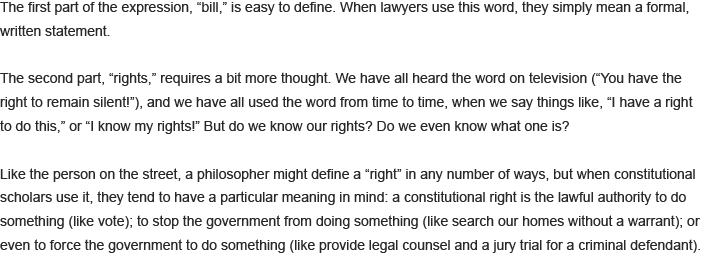 The first part of the expression, “bill,” is easy to define. When lawyers use this word, they simply mean a formal,
written statement.
The second part, “rights,” requires a bit more thought. We have all heard the word on television (“You have the
right to remain silent!”), and we have all used the word from time to time, when we say things like, “I have a right
to do this,” or “I know my rights!” But do we know our rights? Do we even know what one is?
Like the person on the street, a philosopher might define a “right” in any number of ways, but when constitutional
scholars use it, they tend to have a particular meaning in mind: a constitutional right is the lawful authority to do
something (like vote); to stop the government from doing something (like search our homes without a warrant); or
even to force the government to do something (like provide legal counsel and a jury trial for a criminal defendant).